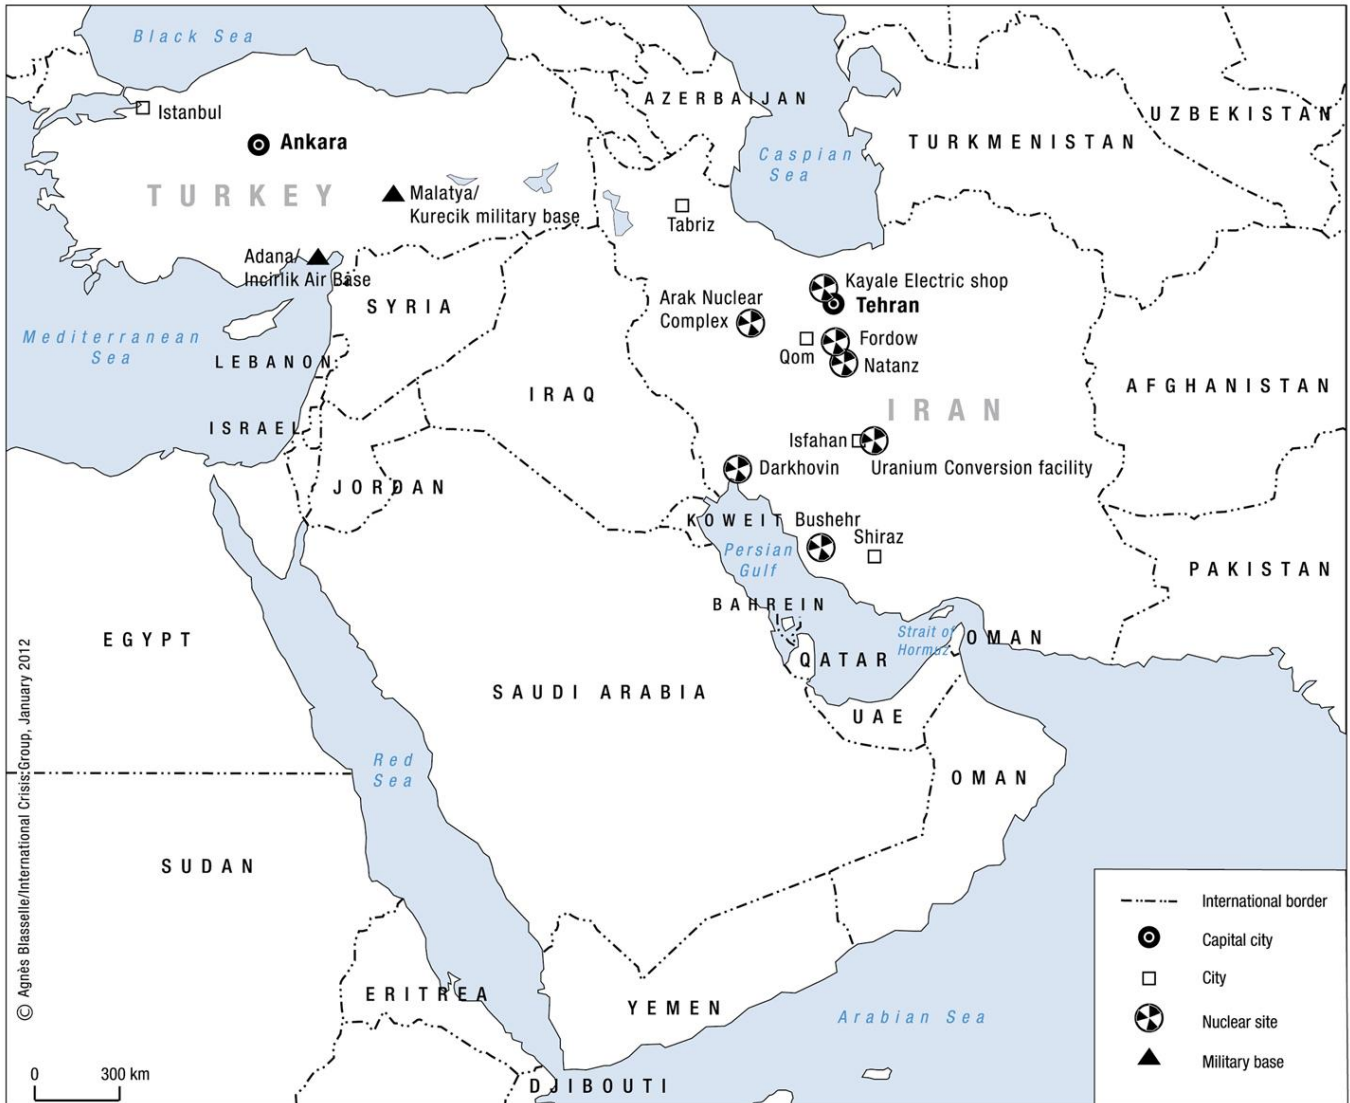 Black Sea
Istanbul
Ankara
TURKEY
Malatya/
Kurecik military base
Adana/
Incirlik Air Base
AZERBAIJAN
Caspian
Sea
TURKMENISTAN
UZBEKISTAN
Tabriz
SYRIA
Mediterranean
Sea
LEBANON
ISRAEL
JORDAN
IRAQ
Kayale Electric shop
Tehran
Arak Nuclear
Complex
Fordow
Qom
Natanz
IRAN
AFGHANISTAN
Isfahan
Uranium Conversion facility
Darkhovin
KOWEIT
Bushehr
Shiraz
Persian
Gulf
PAKISTAN
BAHREIN
Strait of
Hormuz
OMAN
QATAR
UAE
OMAN
EGYPT
SAUDI ARABIA
Red
Sea
SUDAN
ERITREA
YEMEN
Arabian Sea
DJIBOUTI
International border
Capital city
City
Nuclear site
Military base
0 300 km
© Agnès Blasselle/International Crisis:Group, January 2012